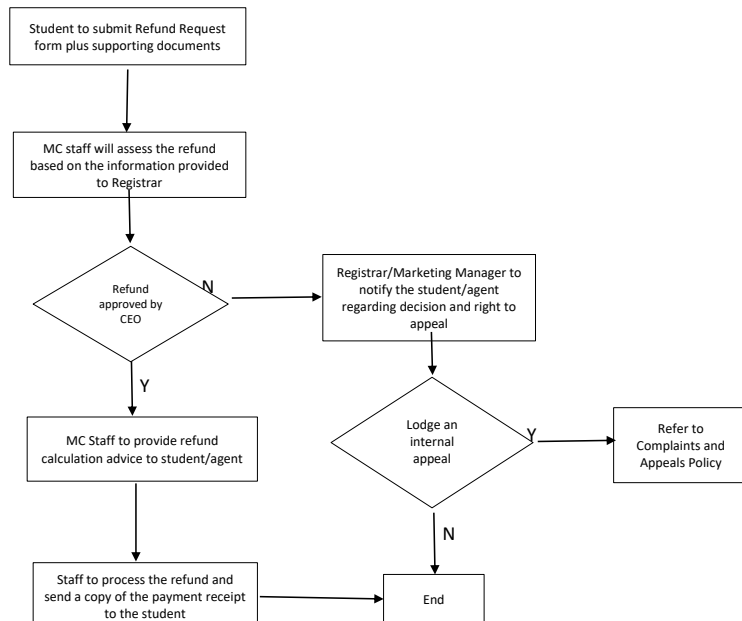 Student to submit Refund Request
form plus supporting documents
MC staff will assess the refund
based on the information provided
to Registrar
Refund
approved by
CEO
N
Registrar/Marketing Manager to
notify the student/agent
regarding decision and right to
appeal
Y
MC Staff to provide refund
calculation advice to student/agent
Lodge an
internal
appeal
Y
Refer to
Complaints and
Appeals Policy
N
Staff to process the refund and
send a copy of the payment receipt
to the student
End